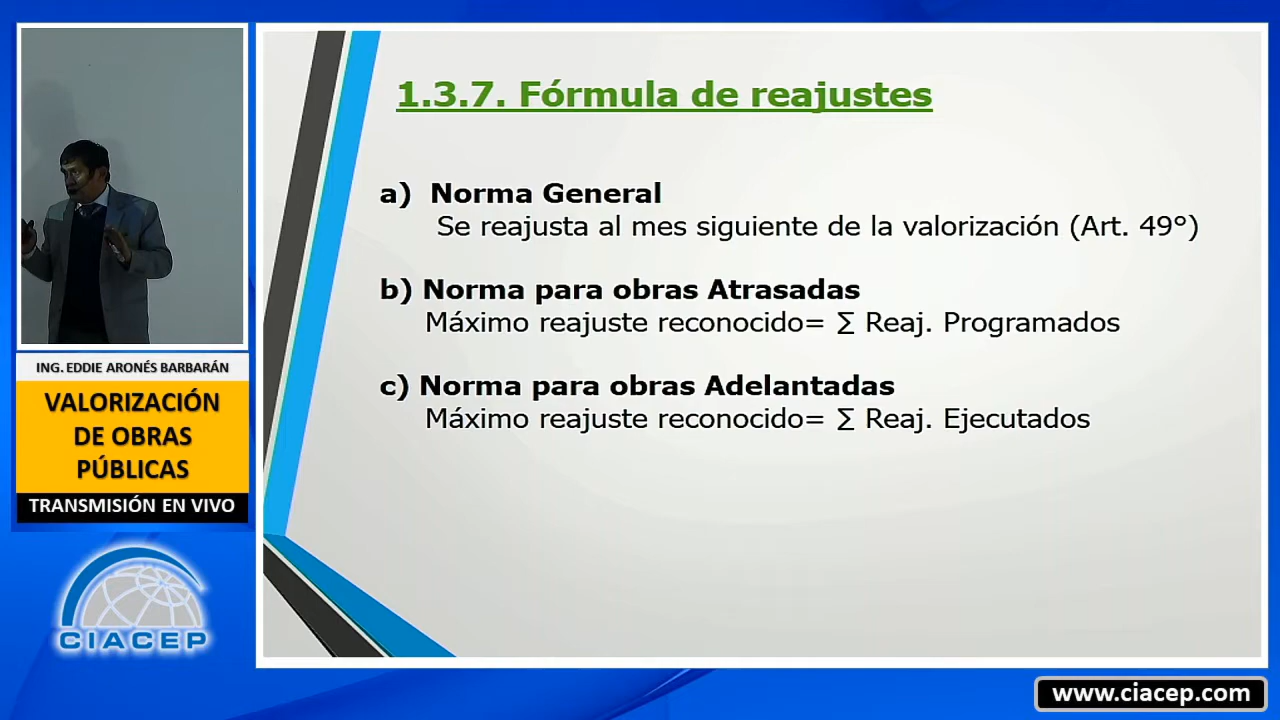 1.3.7. Fórmula de reajustes
a) Norma General
Se reajusta al mes siguiente de la valorización (Art. 49°)
b) Norma para obras Atrasadas
Máximo reajuste reconocido= ∑ Reaj. Programados
c) Norma para obras Adelantadas
Máximo reajuste reconocido= ∑ Reaj. Ejecutados
ING. EDDIE ARONÉS BARBARÁN
VALORIZACIÓN
DE OBRAS
PÚBLICAS
TRANSMISIÓN EN VIVO
CIACEP
www.ciacep.com